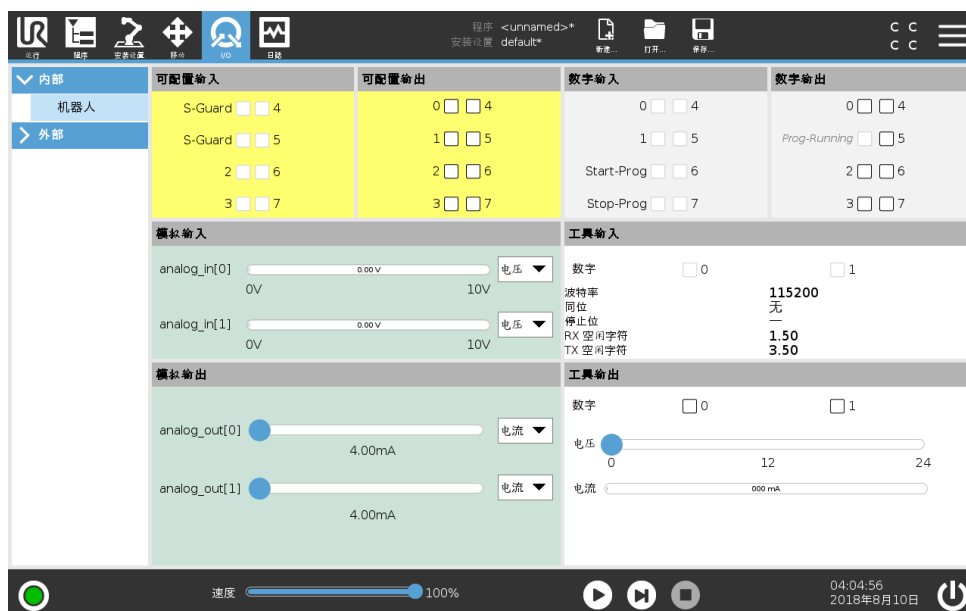 程序 <unnamed>*
安装设置 default*
C C
C C
UR
运行 程序 安装设置 移动 I/O 日志 新建... 打开... 保存...
内部
机器人
外部
可配置输入 可配置输出 数字输入 数字输出
S-Guard 4 0 4 0 4 0 4
S-Guard 5 1 5 1 5 Prog-Running 5
2 6 2 6 Start-Prog 6 2 6
3 7 3 7 Stop-Prog 7 3 7
模拟输入
analog_in[0] 0.00 V 电压
0V 10V
analog_in[1] 0.00 V 电压
0V 10V
工具输入
数字 0 1
波特率 115200
同位 无
停止位 一
RX 空闲字符 1.50
TX 空闲字符 3.50
模拟输出
analog_out[0] 电流
4.00mA
analog_out[1] 电流
4.00mA
工具输出
数字 0 1
电压
0 12 24
电流 000 mA
速度 100%
04:04:56
2018年8月10日